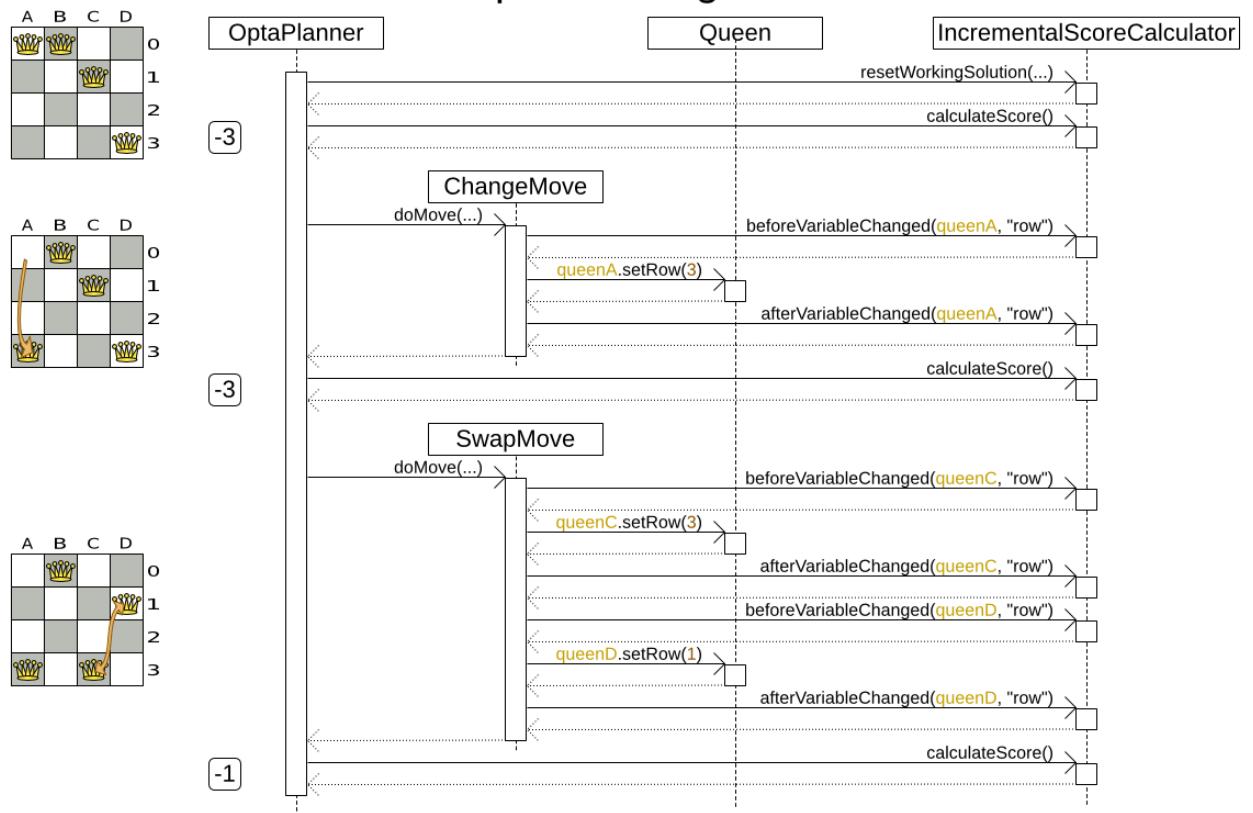 A B C D
0
1
2
3
OptaPlanner
Queen
IncrementalScoreCalculator
resetWorkingSolution(...)
calculateScore()
-3
ChangeMove
doMove(...)
A B C D
0
1
2
3
beforeVariableChanged(queenA, "row")
queenA.setRow(3)
afterVariableChanged(queenA, "row")
calculateScore()
-3
SwapMove
doMove(...)
beforeVariableChanged(queenC, "row")
queenC.setRow(3)
A B C D
0
1
2
3
afterVariableChanged(queenC, "row")
beforeVariableChanged(queenD, "row")
queenD.setRow(1)
afterVariableChanged(queenD, "row")
calculateScore()
-1